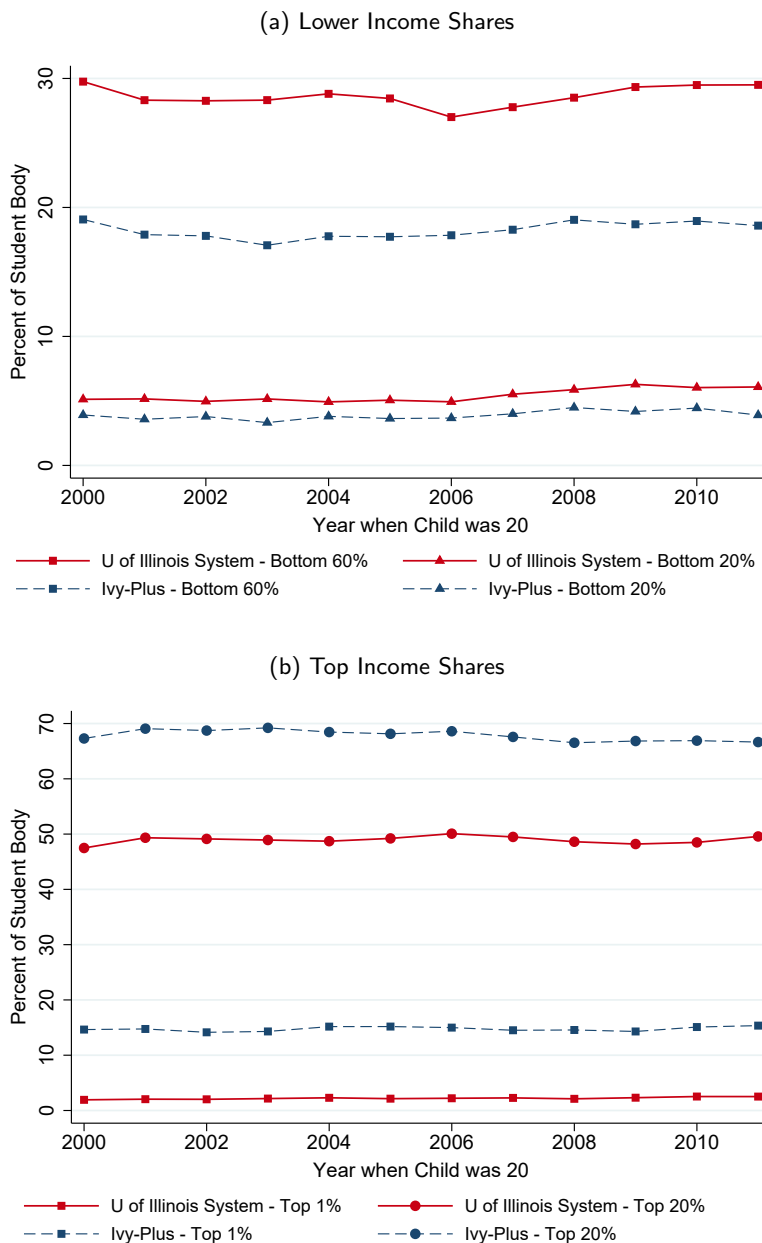 (a) Lower Income Shares
30
20
10
0
Percent of Student Body
2000 2002 2004 2006 2008 2010
Year when Child was 20
U of Illinois System - Bottom 60% U of Illinois System - Bottom 20%
Ivy-Plus - Bottom 60% Ivy-Plus - Bottom 20%
(b) Top Income Shares
70
60
50
40
30
20
10
0
Percent of Student Body
2000 2002 2004 2006 2008 2010
Year when Child was 20
U of Illinois System - Top 1% U of Illinois System - Top 20%
Ivy-Plus - Top 1% Ivy-Plus - Top 20%